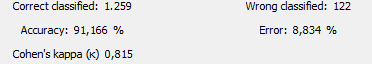 Correct classified: 1.259 Wrong classified: 122
Accuracy: 91,166 % Error: 8,834 %
Cohen's kappa (κ) 0,815